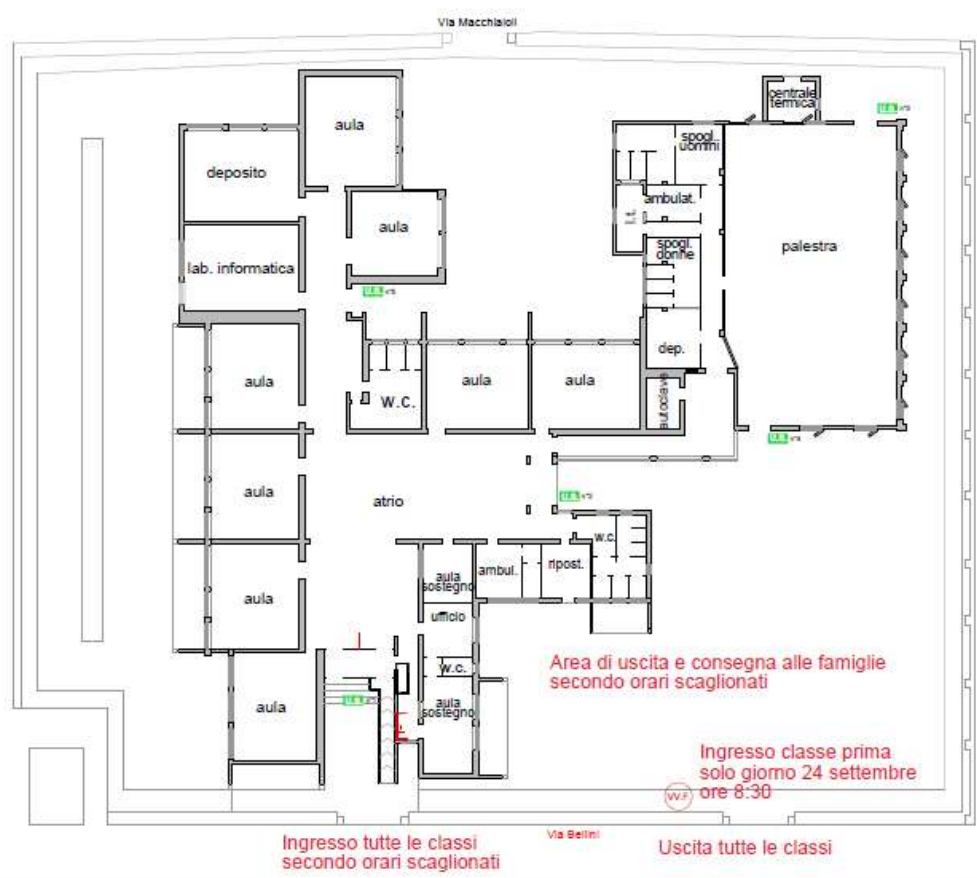 Via Macchiaioli
centrale
termica
U.S.
aula
spogl.
uomini
deposito
ambulat.
aula
i.t.
palestra
spogl.
donne
lab. informatica
U.S.
dep.
aula
aula
aula
w.c.
autoclave
U.S.
aula
atrio
U.S.
w.c.
aula
sostegno
ambul.
ripost.
aula
ufficio
w.c.
Area di uscita e consegna alle famiglie
secondo orari scaglionati
aula
U.S.
aula
sostegno
Ingresso classe prima
solo giorno 24 settembre
ore 8:30
VV.F
Via Bellini
Ingresso tutte le classi
secondo orari scaglionati
Uscita tutte le classi